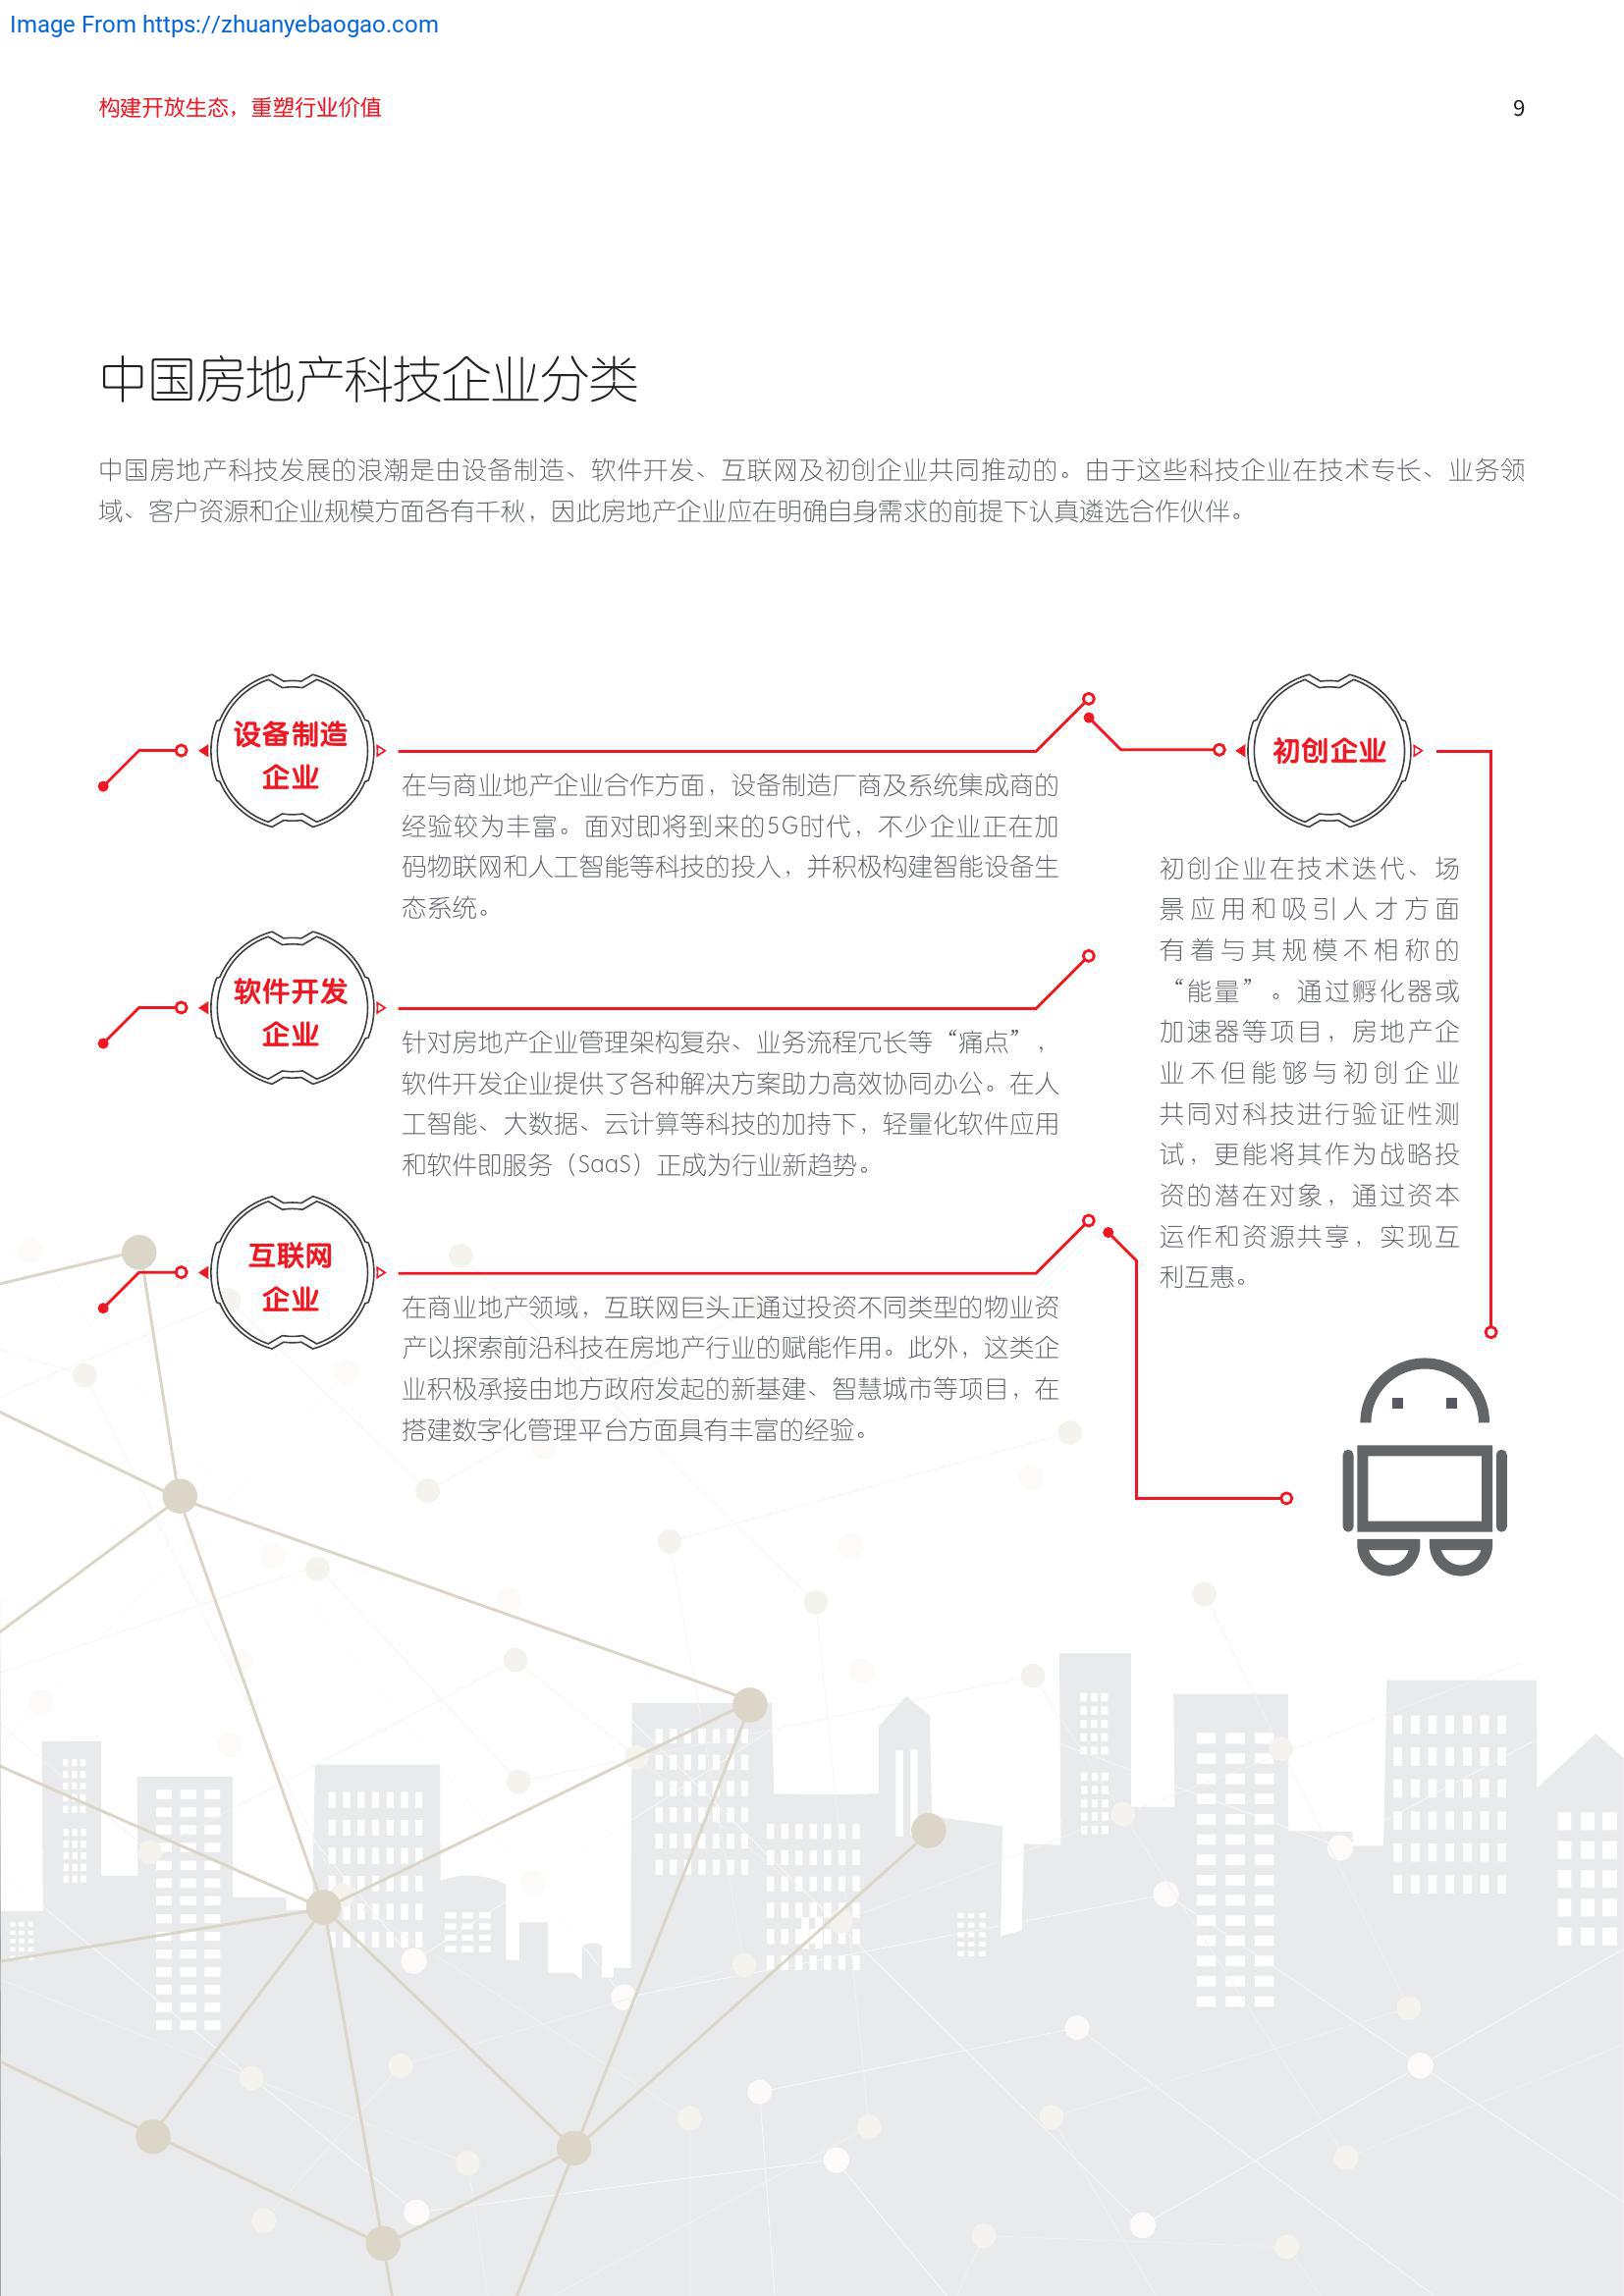 Image From https://zhuanyebaogao.com
构建开放生态，重塑行业价值
9
中国房地产科技企业分类
中国房地产科技发展的浪潮是由设备制造、软件开发、互联网及初创企业共同推动的。由于这些科技企业在技术专长、业务领
域、客户资源和企业规模方面各有千秋，因此房地产企业应在明确自身需求的前提下认真遴选合作伙伴。
设备制造
企业
在与商业地产企业合作方面，设备制造厂商及系统集成商的
经验较为丰富。面对即将到来的5G时代，不少企业正在加
码物联网和人工智能等科技的投入，并积极构建智能设备生
态系统。
软件开发
企业
针对房地产企业管理架构复杂、业务流程冗长等“痛点”，
软件开发企业提供了各种解决方案助力高效协同办公。在人
工智能、大数据、云计算等科技的加持下，轻量化软件应用
和软件即服务（SaaS）正成为行业新趋势。
互联网
企业
在商业地产领域，互联网巨头正通过投资不同类型的物业资
产以探索前沿科技在房地产行业的赋能作用。此外，这类企
业积极承接由地方政府发起的新基建、智慧城市等项目，在
搭建数字化管理平台方面具有丰富的经验。
初创企业
初创企业在技术迭代、场
景应用和吸引人才方面
有着与其规模不相称的
“能量”。通过孵化器或
加速器等项目，房地产企
业不但能够与初创企业
共同对科技进行验证性测
试，更能将其作为战略投
资的潜在对象，通过资本
运作和资源共享，实现互
利互惠。